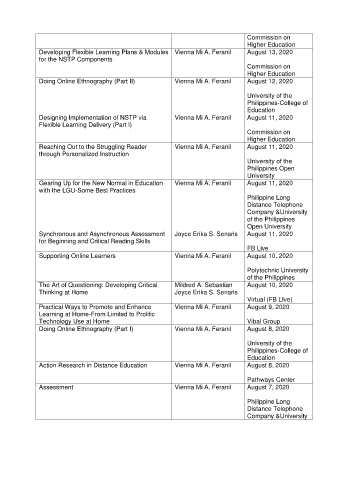 Commission on
Higher Education
Developing Flexible Learning Plans & Modules
for the NSTP Components
Vienna Mi A. Feranil
August 13, 2020
Commission on
Higher Education
Doing Online Ethnography (Part II)
Vienna Mi A. Feranil
August 12, 2020
University of the
Philippines-College of
Education
Designing Implementation of NSTP via
Flexible Learning Delivery (Part I)
Vienna Mi A. Feranil
August 11, 2020
Commission on
Higher Education
Reaching Out to the Struggling Reader
through Personalized Instruction
Vienna Mi A. Feranil
August 11, 2020
University of the
Philippines Open
University
Gearing Up for the New Normal in Education
with the LGU-Some Best Practices
Vienna Mi A. Feranil
August 11, 2020
Philippine Long
Distance Telephone
Company &University
of the Philippines
Open University
Synchronous and Asynchronous Assessment
for Beginning and Critical Reading Skills
Joyce Erika S. Senaris
August 11, 2020
FB Live
Supporting Online Learners
Vienna Mi A. Feranil
August 10, 2020
Polytechnic University
of the Philippines
The Art of Questioning: Developing Critical
Thinking at Home
Mildred A. Sebastian
Joyce Erika S. Senaris
August 10, 2020
Virtual (FB Live)
Practical Ways to Promote and Enhance
Learning at Home-From Limited to Prolific
Technology Use at Home
Vienna Mi A. Feranil
August 9, 2020
Vibal Group
Doing Online Ethnography (Part I)
Vienna Mi A. Feranil
August 8, 2020
University of the
Philippines-College of
Education
Action Research in Distance Education
Vienna Mi A. Feranil
August 8, 2020
Pathways Center
Assessment
Vienna Mi A. Feranil
August 7, 2020
Philippine Long
Distance Telephone
Company &University